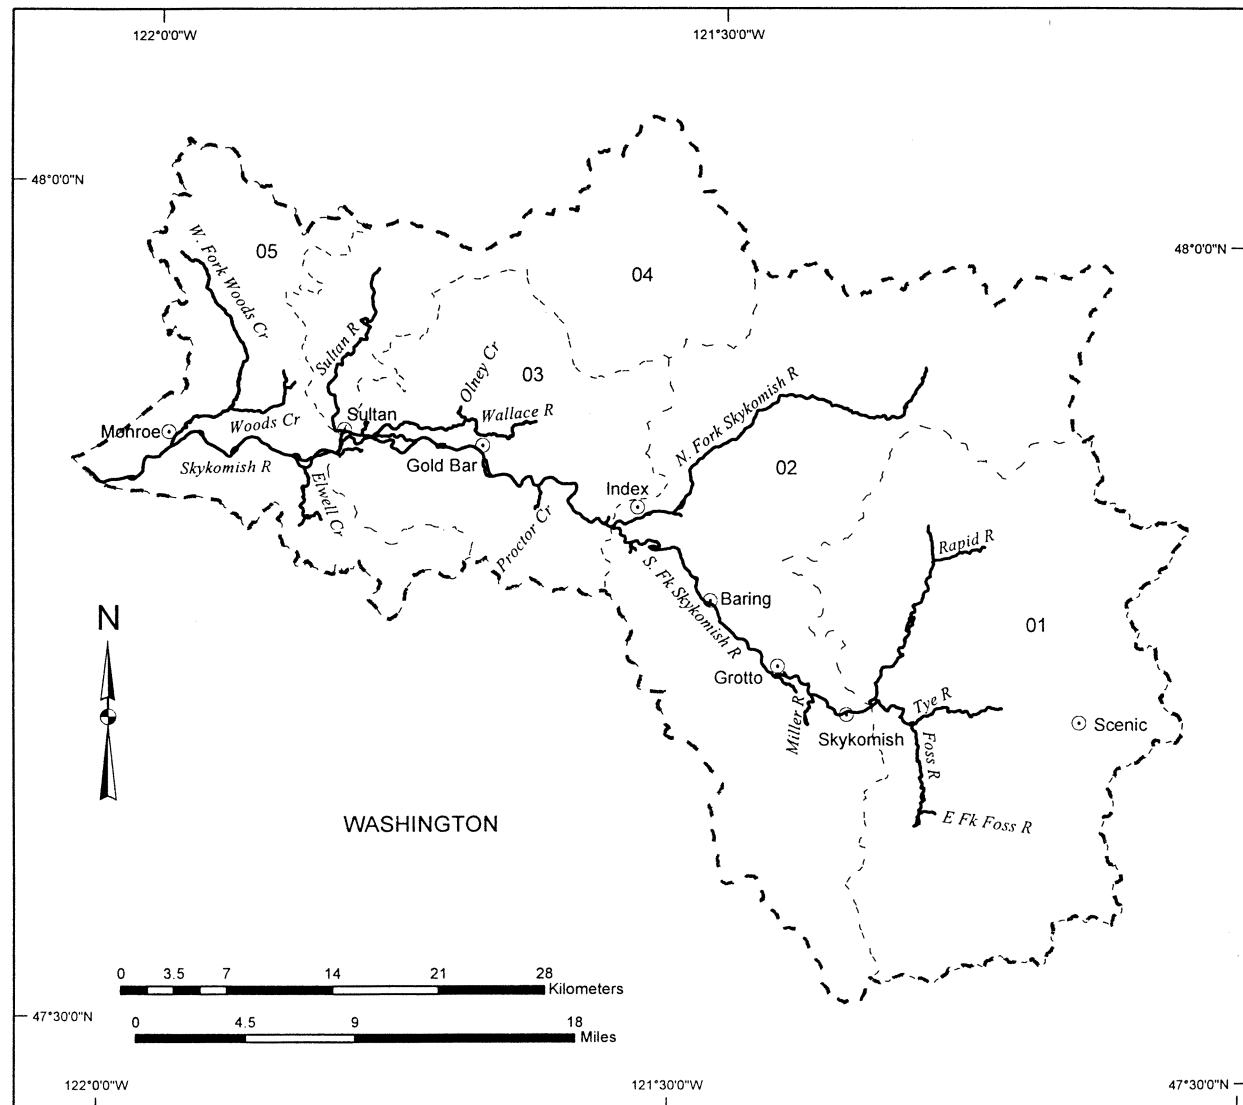 122°0'0"W
121°30'0"W
48°0'0"N
48°0'0"N
05
04
W. Fork Woods Cr
Sultan R
Olney Cr
03
Wallace R
N. Fork Skykomish R
Monroe
Woods Cr
Sultan
Skykomish R
Gold Bar
Elwell Cr
Proctor Cr
Index
02
Rapid R
S. Fk Skykomish R
Baring
01
N
Grotto
Miller R
Skykomish
Tye R
Foss R
Scenic
E Fk Foss R
WASHINGTON
0 3.5 7 14 21 28
Kilometers
0 4.5 9 18
Miles
47°30'0"N
122°0'0"W
121°30'0"W
47°30'0"N